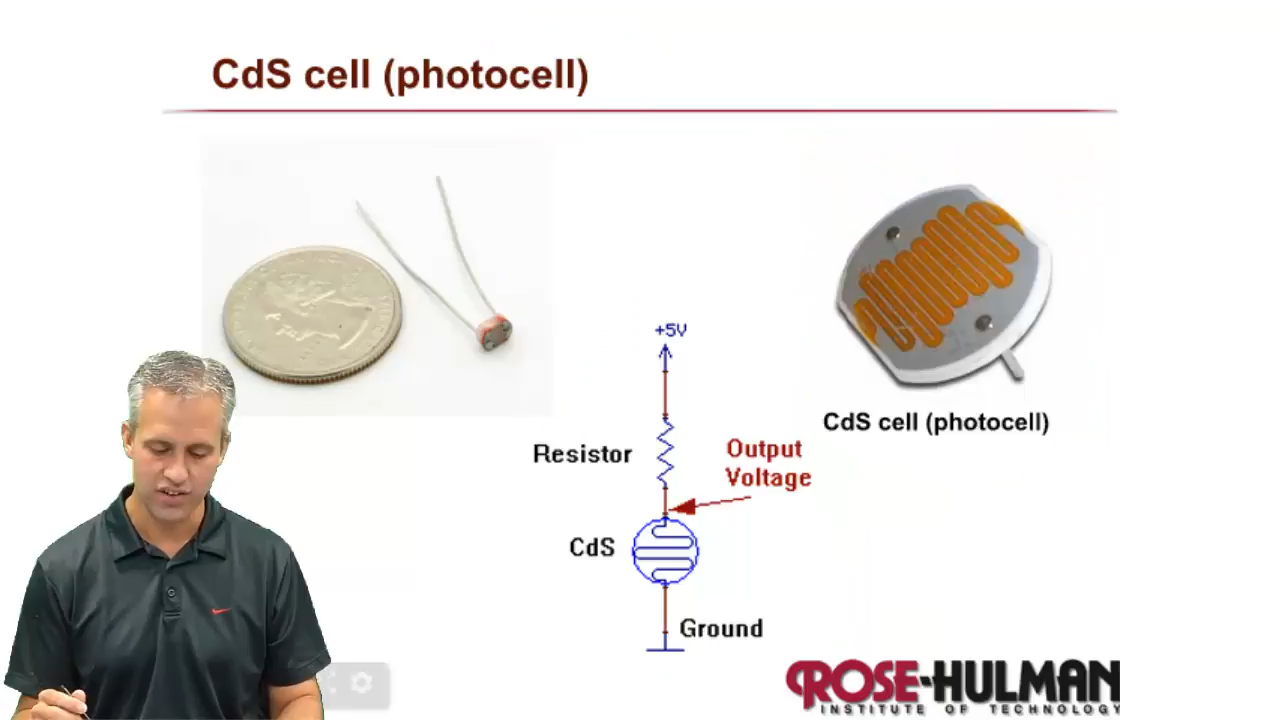 CdS cell (photocell)
+5V
Resistor
Output
Voltage
CdS
Ground
CdS cell (photocell)
ROSE-HULMAN
INSTITUTE OF TECHNOLOGY